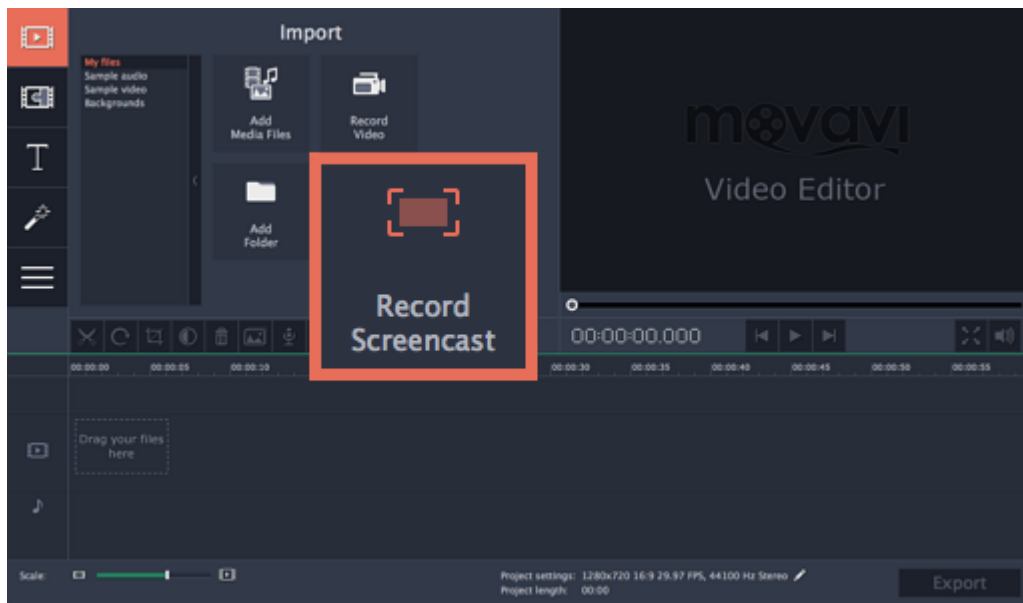 Import
My files
Sample audio
Sample video
Backgrounds
Add
Media Files
Record
Video
Add
Folder
Record
Screencast
movavi
Video Editor
T
00:00:00.000
00:00:00 00:00:05 00:00:10 00:00:30 00:00:35 00:00:40 00:00:45 00:00:50 00:00:55
Drag your files
here
Scale:
Project settings: 1280x720 16:9 29.97 FPS, 44100 Hz Stereo
Project length: 00:00
Export